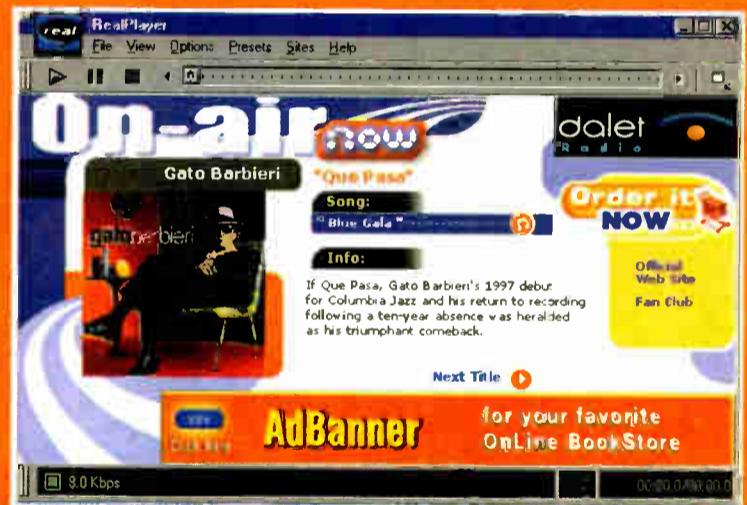 real RealPlayer
File View Options Presets Sites Help
On-air
now
dalet
Radio
Gato Barbieri
"Que Pasa"
Order it
NOW
Song:
"Blue Gala"
gato barbieri
Info:
Official
Web Site
Fan Club
If Que Pasa, Gato Barbieri's 1997 debut
for Columbia Jazz and his return to recording
following a ten-year absence was heralded
as his triumphant comeback.
Next Title
AdBanner
for your favorite
OnLine BookStore
8.0 Kbps